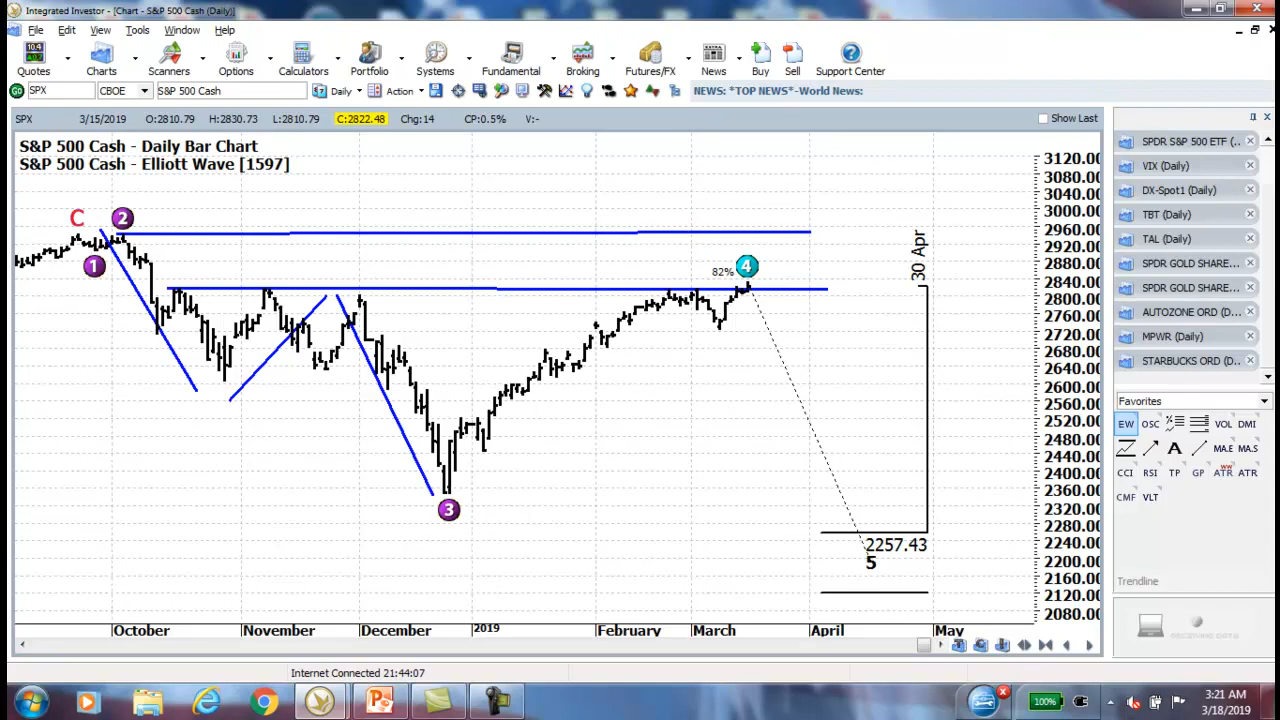 Integrated Investor - [Chart - S&P 500 Cash (Daily)]
File Edit View Tools Window Help
10.4
Quotes Charts Scanners Options Calculators Portfolio Systems Fundamental Broking Futures/FX News Buy Sell Support Center
GO SPX CBOE S&P 500 Cash Daily Action NEWS: *TOP NEWS*-World News:
SPX 3/15/2019 O:2810.79 H:2830.73 L:2810.79 C:2822.48 Chg:14 CP:0.5% V:- Show Last
S&P 500 Cash - Daily Bar Chart
S&P 500 Cash - Elliott Wave [1597]
C
2
1
82%
4
30 Apr
3
2257.43
5
3120.00
3080.00
3040.00
3000.00
2960.00
2920.00
2880.00
2840.00
2800.00
2760.00
2720.00
2680.00
2640.00
2600.00
2560.00
2520.00
2480.00
2440.00
2400.00
2360.00
2320.00
2280.00
2240.00
2200.00
2160.00
2120.00
2080.00
October November December 2019 February March April May
SPDR S&P 500 ETF (..
VIX (Daily)
DX-Spot1 (Daily)
TBT (Daily)
TAL (Daily)
SPDR GOLD SHARE...
SPDR GOLD SHARE...
AUTOZONE ORD (D...
MPWR (Daily)
STARBUCKS ORD (D...
Favorites
EW OSC VOL DMI
A MA.E MA.S
CCI RSI TP GP ATR ATR
CMF VLT
Trendline
Internet Connected 21:44:07
100%
3:21 AM
3/18/2019